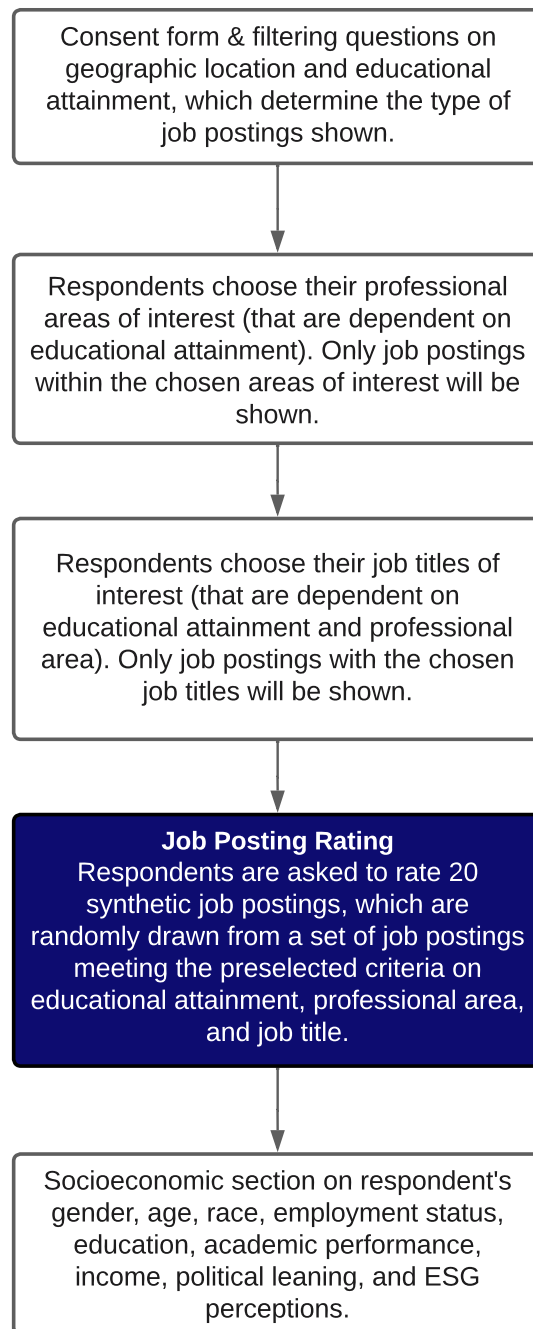 Consent form & filtering questions on
geographic location and educational
attainment, which determine the type of
job postings shown.
Respondents choose their professional
areas of interest (that are dependent on
educational attainment). Only job postings
within the chosen areas of interest will be
shown.
Respondents choose their job titles of
interest (that are dependent on
educational attainment and professional
area). Only job postings with the chosen
job titles will be shown.
Job Posting Rating
Respondents are asked to rate 20
synthetic job postings, which are
randomly drawn from a set of job postings
meeting the preselected criteria on
educational attainment, professional area,
and job title.
Socioeconomic section on respondent's
gender, age, race, employment status,
education, academic performance,
income, political leaning, and ESG
perceptions.